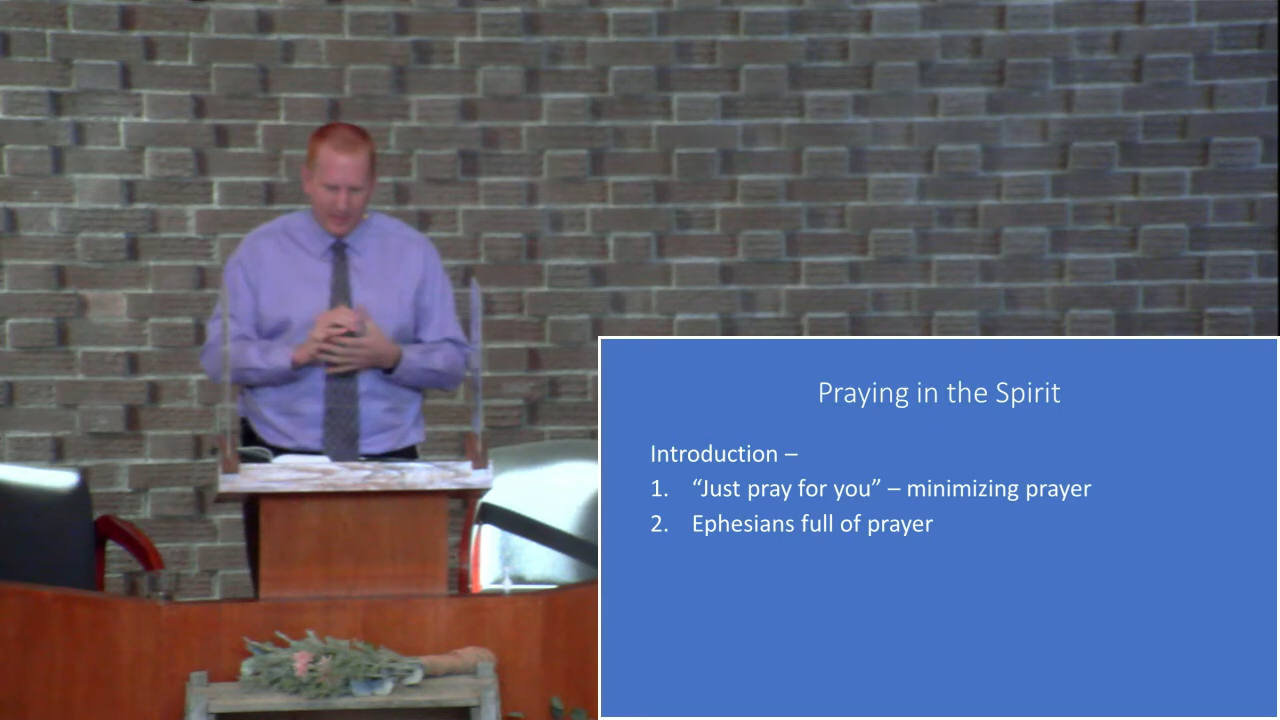 Praying in the Spirit
Introduction –
1. “Just pray for you” – minimizing prayer
2. Ephesians full of prayer